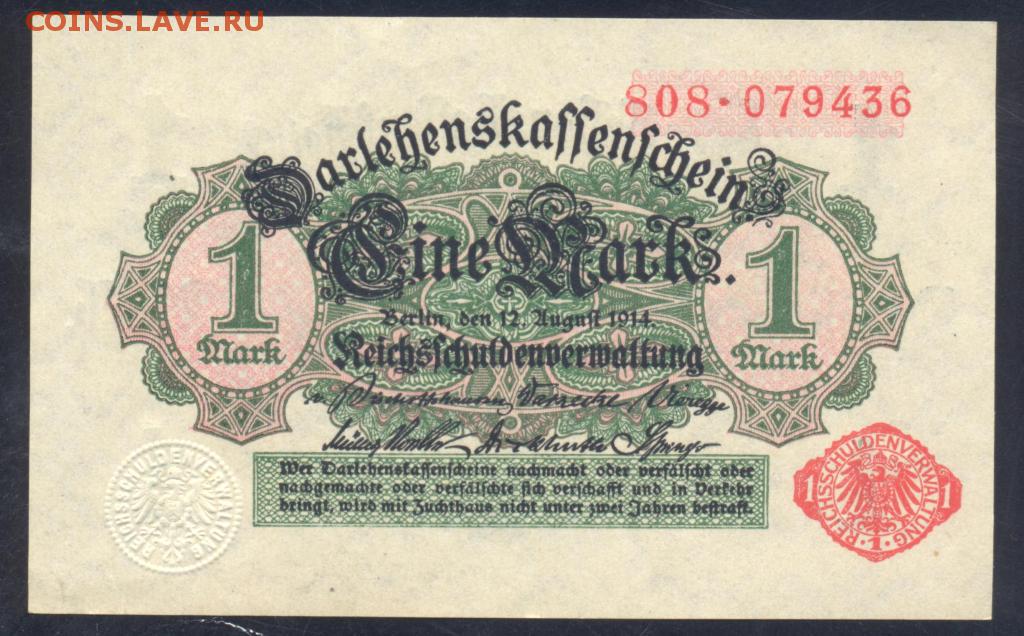 COINS.LAVE.RU
808·079436
Darlehenskassenschein.
Eine Mark.
1 Mark
1 Mark
Berlin, den 12. August 1914.
Reichsschuldenverwaltung
Wer Darlehenskassenscheine nachmacht oder verfälscht oder
nachgemachte oder verfälschte sich verschafft und in Verkehr
bringt, wird mit Zuchthaus nicht unter zwei Jahren bestraft.
REICHSSCHULDENVERWALTUNG
REICHSSCHULDENVERWALTUNG
1 1
·1·